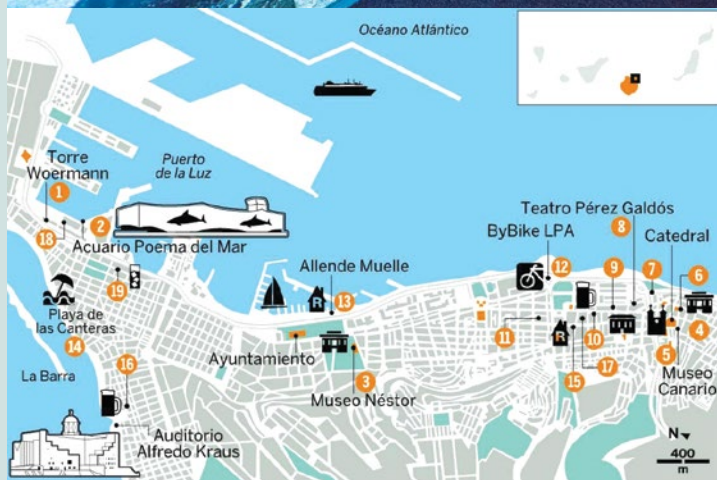 Océano Atlántico
Torre
Woermann
1
Puerto
de la Luz
2
18
Acuario Poema del Mar
19
Playa de
las Canteras
14
La Barra
16
Auditorio
Alfredo Kraus
Allende Muelle
R
13
Ayuntamiento
3
Museo Néstor
Teatro Pérez Galdós
8
ByBike LPA
12
Catedral
9
7
6
11
R
10
4
5
15
17
Museo
Canario
N
400
m